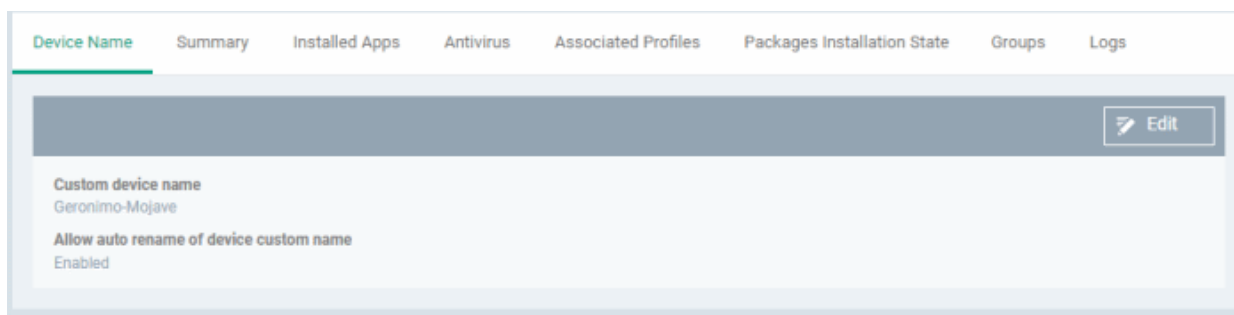 Device Name Summary Installed Apps Antivirus Associated Profiles Packages Installation State Groups Logs
Edit
Custom device name
Geronimo-Mojave
Allow auto rename of device custom name
Enabled